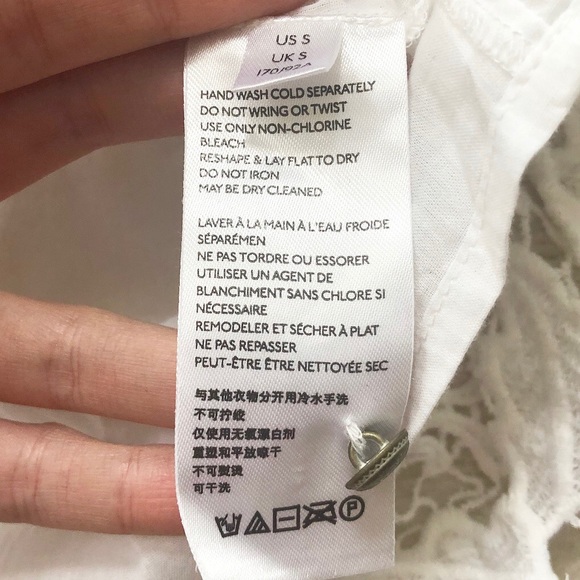 US S
UK S
170/92A
HAND WASH COLD SEPARATELY
DO NOT WRING OR TWIST
USE ONLY NON-CHLORINE
BLEACH
RESHAPE & LAY FLAT TO DRY
DO NOT IRON
MAY BE DRY CLEANED
LAVER À LA MAIN À L'EAU FROIDE
SÉPARÉMEN
NE PAS TORDRE OU ESSORER
UTILISER UN AGENT DE
BLANCHIMENT SANS CHLORE SI
NÉCESSAIRE
REMODELER ET SÉCHER À PLAT
NE PAS REPASSER
PEUT-ÊTRE ÊTRE NETTOYÉE SEC
与其他衣物分开用冷水手洗
不可拧绞
仅使用无氯漂白剂
重塑和平放晾干
不可熨烫
可干洗
P